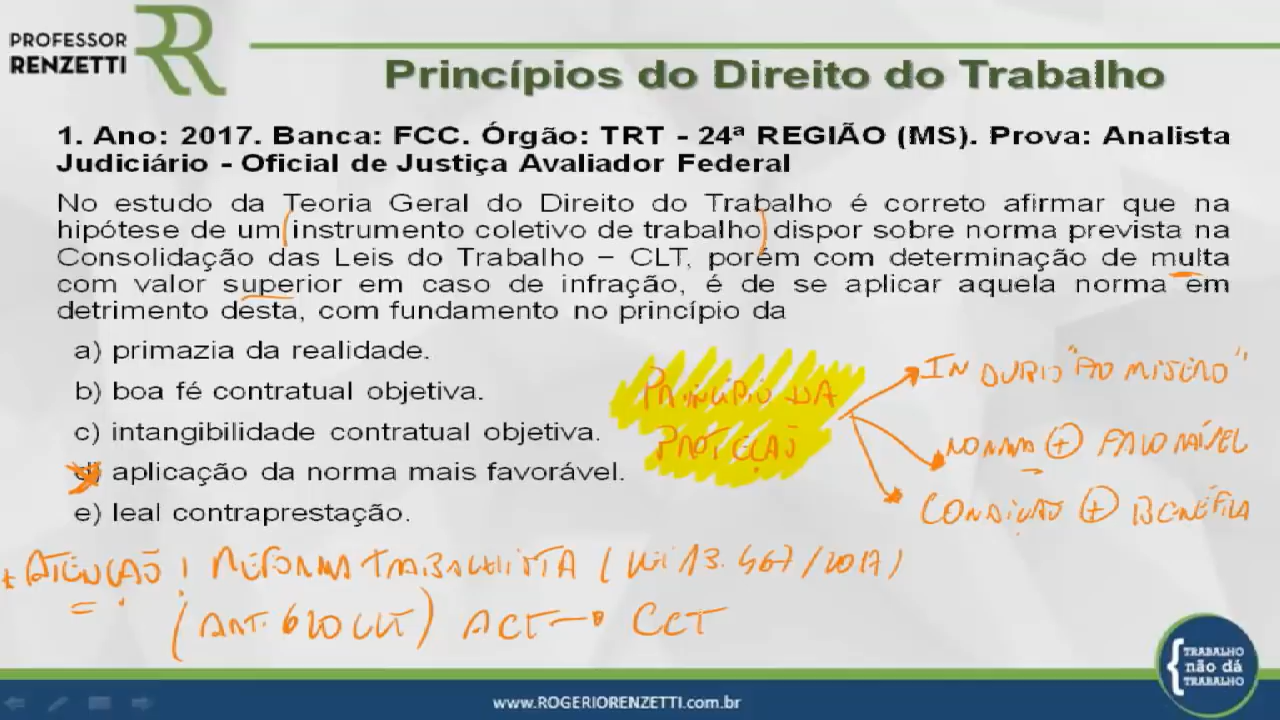 PROFESSOR
RENZETTI
Princípios do Direito do Trabalho
1. Ano: 2017. Banca: FCC. Órgão: TRT - 24ª REGIÃO (MS). Prova: Analista
Judiciário - Oficial de Justiça Avaliador Federal
No estudo da Teoria Geral do Direito do Trabalho é correto afirmar que na
hipótese de um instrumento coletivo de trabalho dispor sobre norma prevista na
Consolidação das Leis do Trabalho – CLT, porém com determinação de multa
com valor superior em caso de infração, é de se aplicar aquela norma em
detrimento desta, com fundamento no princípio da
a) primazia da realidade.
b) boa fé contratual objetiva.
c) intangibilidade contratual objetiva.
d) aplicação da norma mais favorável.
e) leal contraprestação.
PRINCÍPIO DA
PROTEÇÃO
IN DUBIO "AO MISERO"
NORMA + FAVORÁVEL
CONDIÇÃO + BENÉFICA
* ATENÇÃO! REFORMA TRABALHISTA (LEI 13.467/2017)
(ART. 620 CLT) ACT → CCT
TRABALHO
não dá
TRABALHO
www.ROGERIORENZETTI.com.br